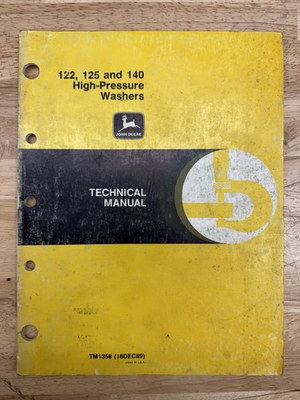 122, 125 and 140
High-Pressure
Washers
JOHN DEERE
TECHNICAL
MANUAL
TM1358 (18DEC89)